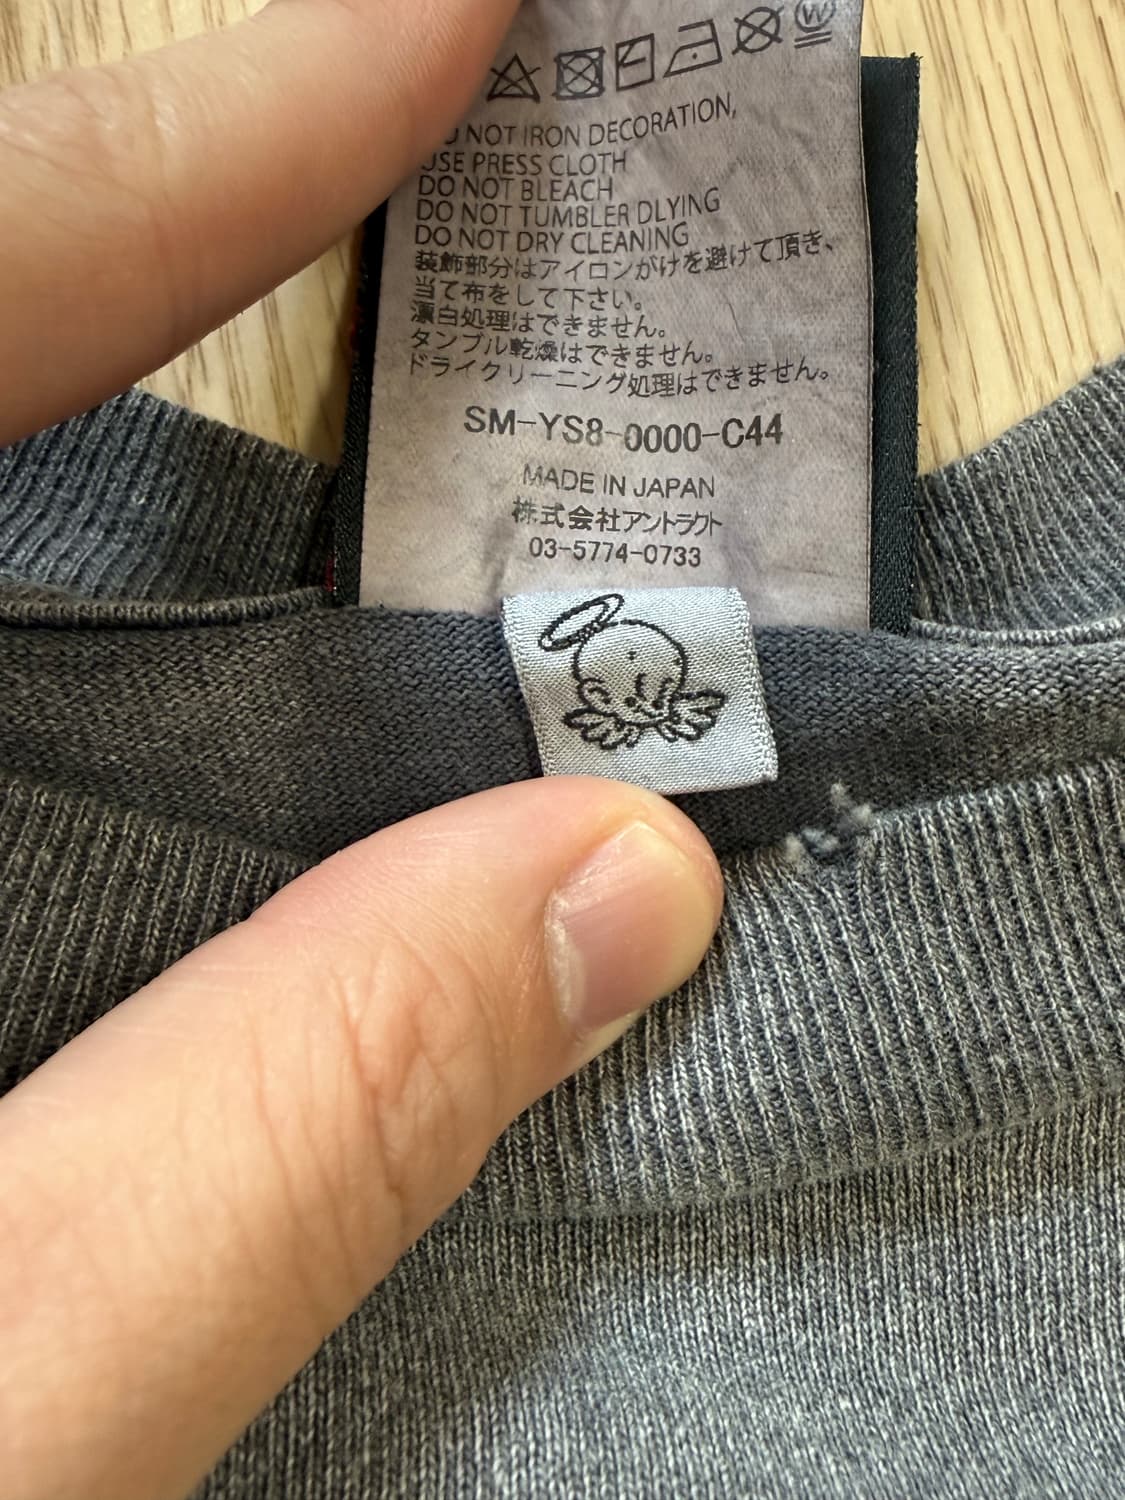 W
DO NOT IRON DECORATION,
USE PRESS CLOTH
DO NOT BLEACH
DO NOT TUMBLER DLYING
DO NOT DRY CLEANING
装飾部分はアイロンがけを避けて頂き、
当て布をして下さい。
漂白処理はできません。
タンブル乾燥はできません。
ドライクリーニング処理はできません。
SM-YS8-0000-C44
MADE IN JAPAN
株式会社アントラクト
03-5774-0733